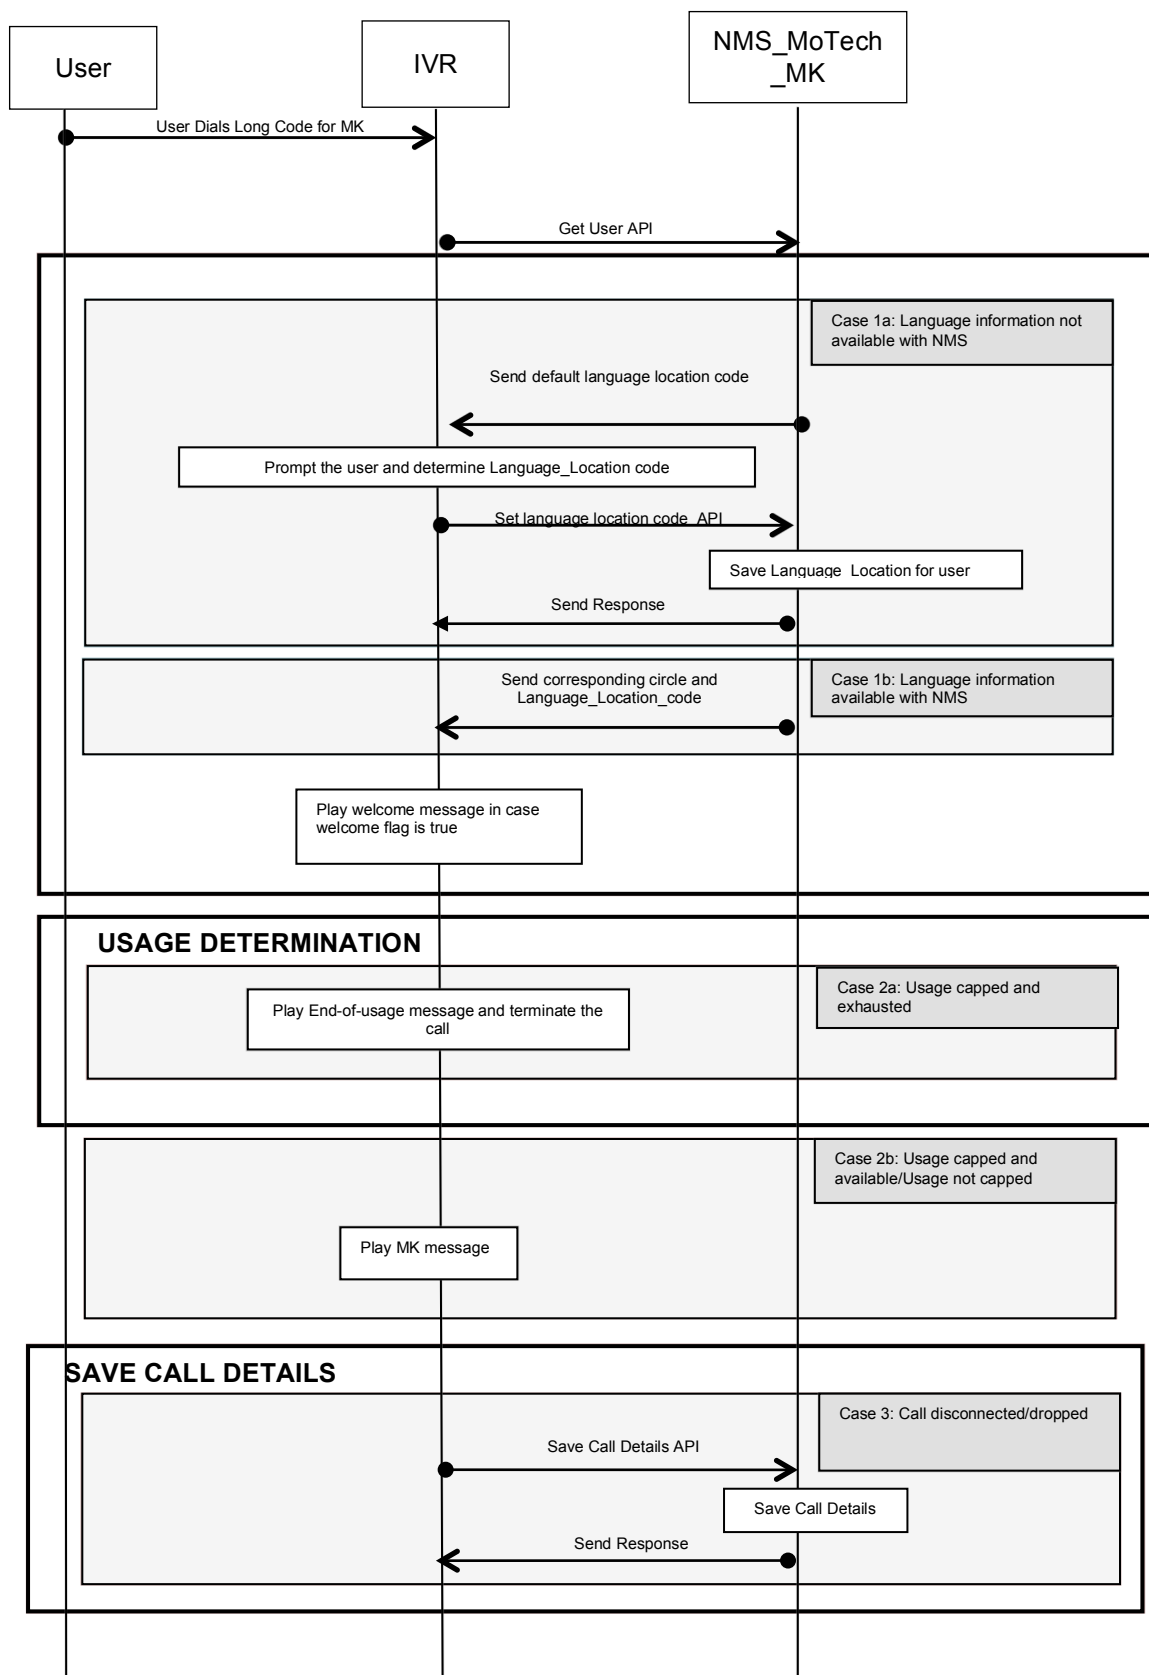 User
IVR
NMS_MoTech
_MK
User Dials Long Code for MK
Get User API
Case 1a: Language information not
available with NMS
Send default language location code
Prompt the user and determine Language_Location code
Set language location code API
Save Language Location for user
Send Response
Send corresponding circle and
Language_Location_code
Case 1b: Language information
available with NMS
Play welcome message in case
welcome flag is true
USAGE DETERMINATION
Case 2a: Usage capped and
exhausted
Play End-of-usage message and terminate the
call
Case 2b: Usage capped and
available/Usage not capped
Play MK message
SAVE CALL DETAILS
Case 3: Call disconnected/dropped
Save Call Details API
Save Call Details
Send Response